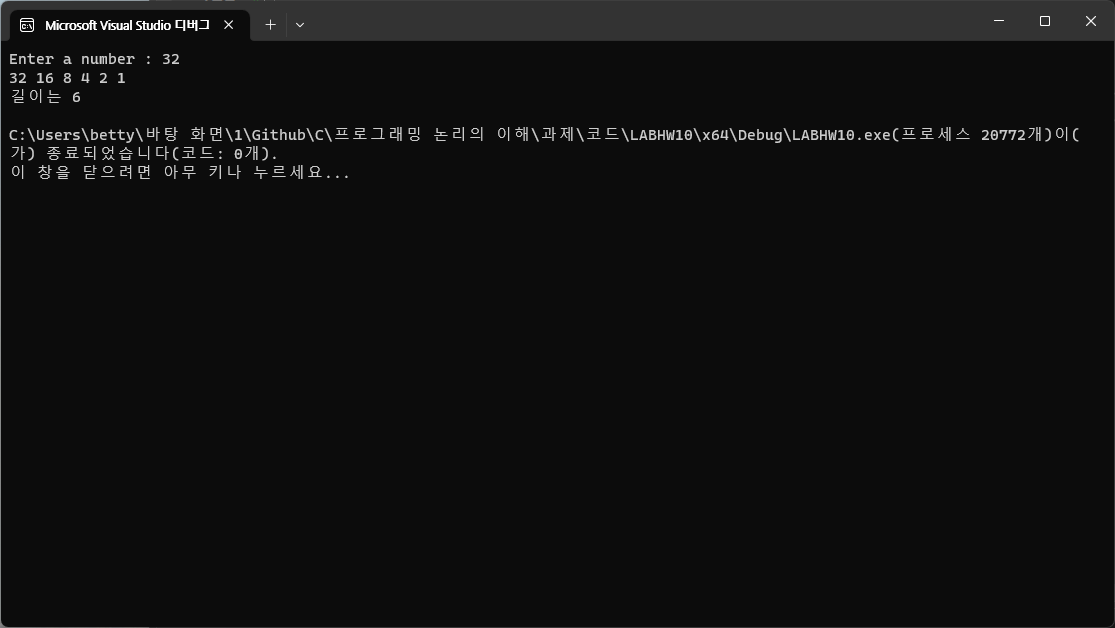 Microsoft Visual Studio 디버그
Enter a number : 32
32 16 8 4 2 1
길이는 6
C:\Users\betty\바탕 화면\1\Github\C\프로그래밍 논리의 이해\과제\코드\LABHW10\x64\Debug\LABHW10.exe(프로세스 20772개)이(
가) 종료되었습니다(코드: 0개).
이 창을 닫으려면 아무 키나 누르세요...